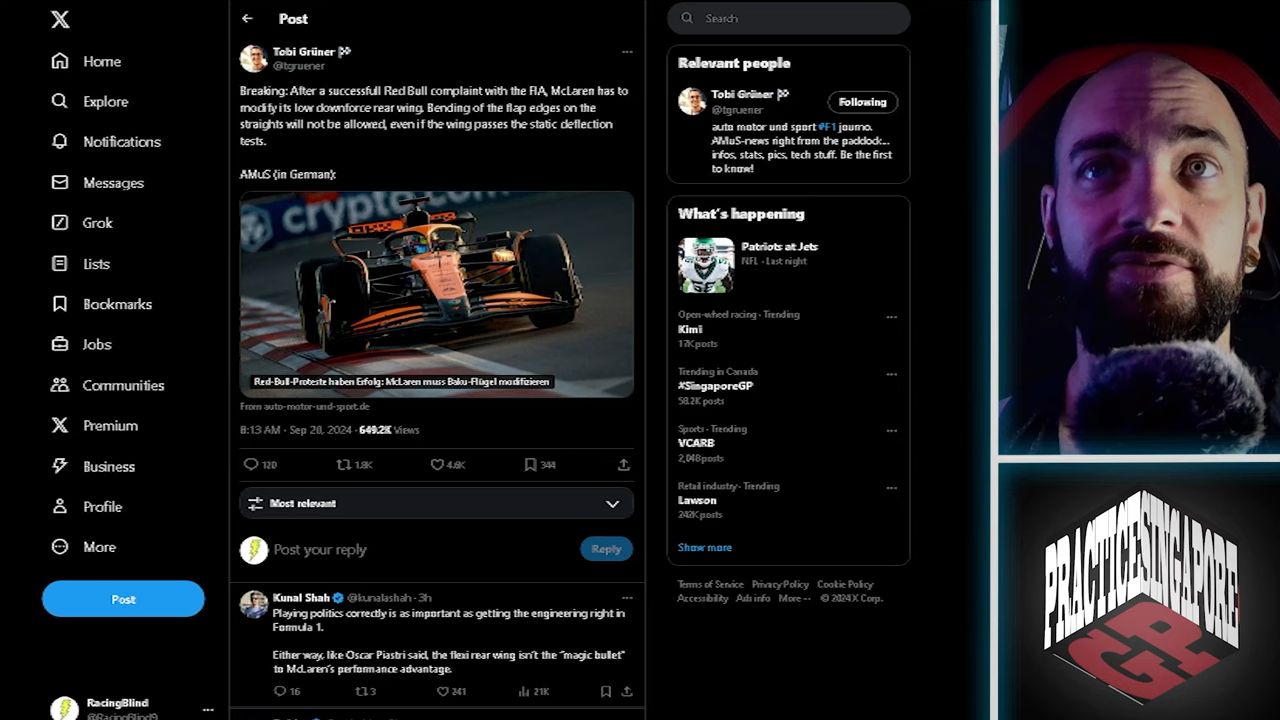 Home
Explore
Notifications
Messages
Grok
Lists
Bookmarks
Jobs
Communities
Premium
Business
Profile
More
Post
RacingBlind
@RacingBlind9
Post
Tobi Grüner
@tgruener
Breaking: After a successfull Red Bull complaint with the FIA, McLaren has to
modify its low downforce rear wing. Bending of the flap edges on the
straights will not be allowed, even if the wing passes the static deflection
tests.
AMuS (in German):
crypto.com
Red-Bull-Proteste haben Erfolg: McLaren muss Baku-Flügel modifizieren
From auto-motor-und-sport.de
8:13 AM · Sep 20, 2024 · 649.2K Views
120 1.8K 4.6K 344
Most relevant
Post your reply
Reply
Kunal Shah @kunalashah · 3h
Playing politics correctly is as important as getting the engineering right in
Formula 1.
Either way, like Oscar Piastri said, the flexi rear wing isn't the "magic bullet"
to McLaren's performance advantage.
16 3 241 21K
Search
Relevant people
Tobi Grüner
@tgruener
Following
auto motor und sport #F1 journo.
AMuS-news right from the paddock...
infos, stats, pics, tech stuff. Be the first
to know!
What's happening
Patriots at Jets
NFL · Last night
Open-wheel racing · Trending
Kimi
17K posts
Trending in Canada
#SingaporeGP
58.2K posts
Sports · Trending
VCARB
2,048 posts
Retail industry · Trending
Lawson
242K posts
Show more
Terms of Service Privacy Policy Cookie Policy
Accessibility Ads info More ··· © 2024 X Corp.
PRACTICE SINGAPORE